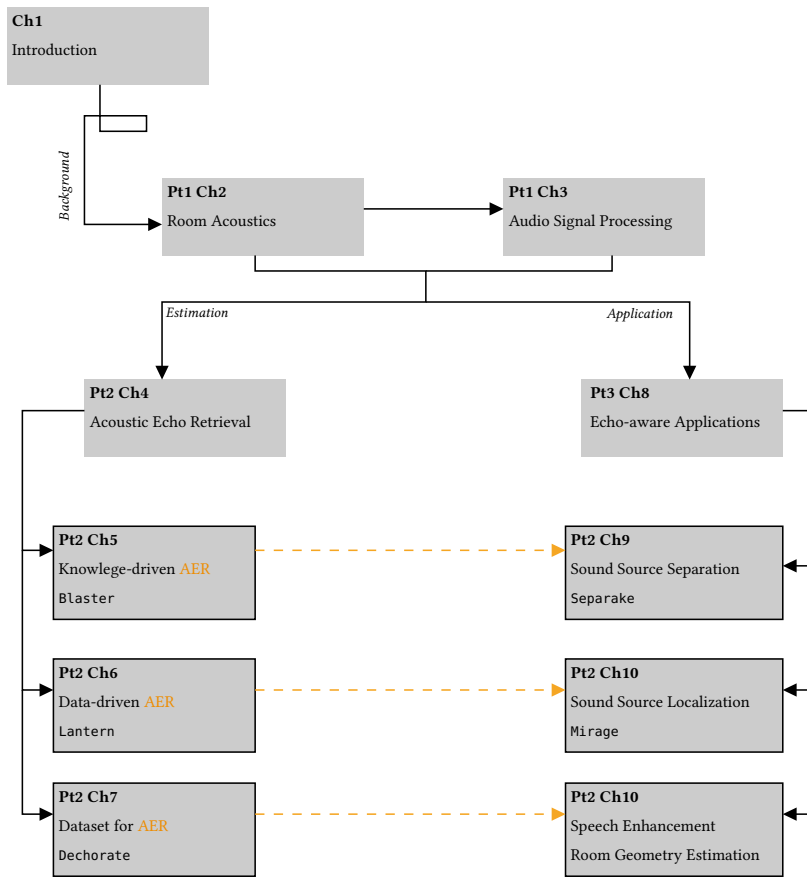 Ch1
Introduction
Background
Pt1 Ch2
Room Acoustics
Pt1 Ch3
Audio Signal Processing
Estimation
Application
Pt2 Ch4
Acoustic Echo Retrieval
Pt3 Ch8
Echo-aware Applications
Pt2 Ch5
Knowlege-driven AER
Blaster
Pt2 Ch9
Sound Source Separation
Separake
Pt2 Ch6
Data-driven AER
Lantern
Pt2 Ch10
Sound Source Localization
Mirage
Pt2 Ch7
Dataset for AER
Dechorate
Pt2 Ch10
Speech Enhancement
Room Geometry Estimation